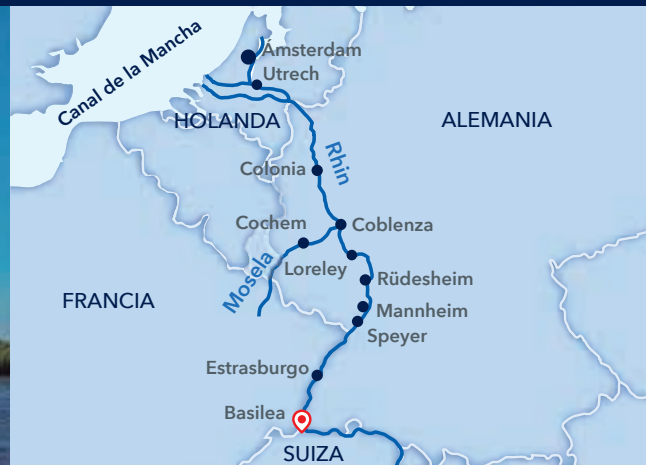 Canal de la Mancha
Ámsterdam
Utrech
HOLANDA
ALEMANIA
Rhin
Colonia
Cochem
Coblenza
Mosela
Loreley
Rüdesheim
FRANCIA
Mannheim
Speyer
Estrasburgo
Basilea
SUIZA